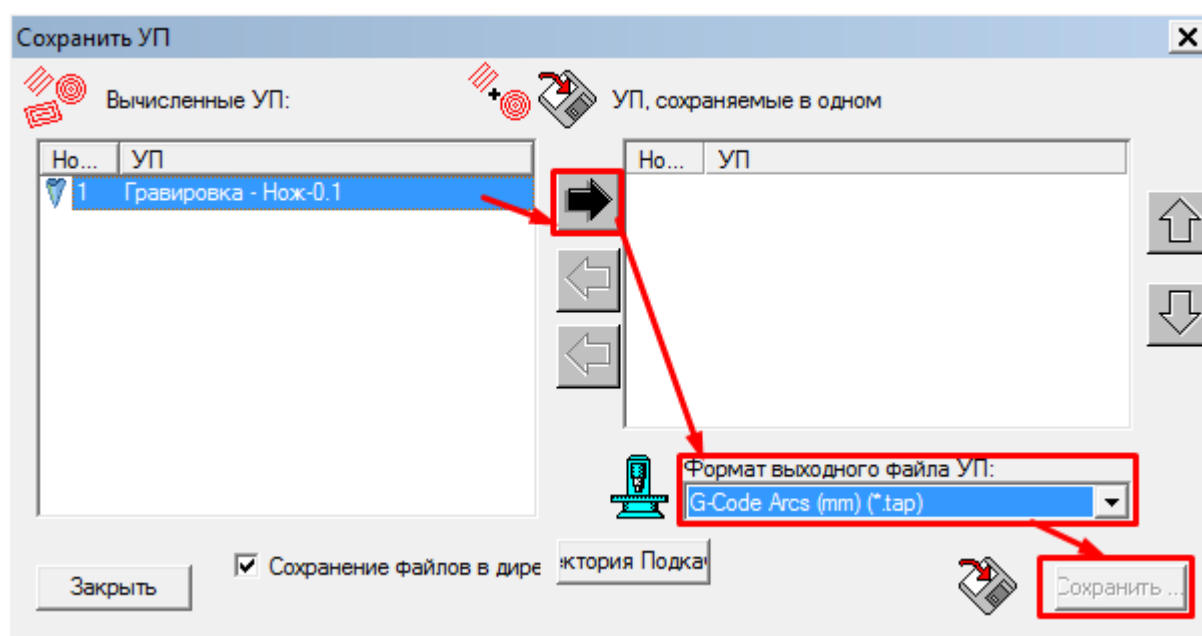 Сохранить УП
Вычисленные УП:
УП, сохраняемые в одном
Но... УП
1 Гравировка - Нож-0.1
Но... УП
Формат выходного файла УП:
G-Code Arcs (mm) (*.tap)
Сохранение файлов в дире
ктория Подка
Закрыть
Сохранить ...